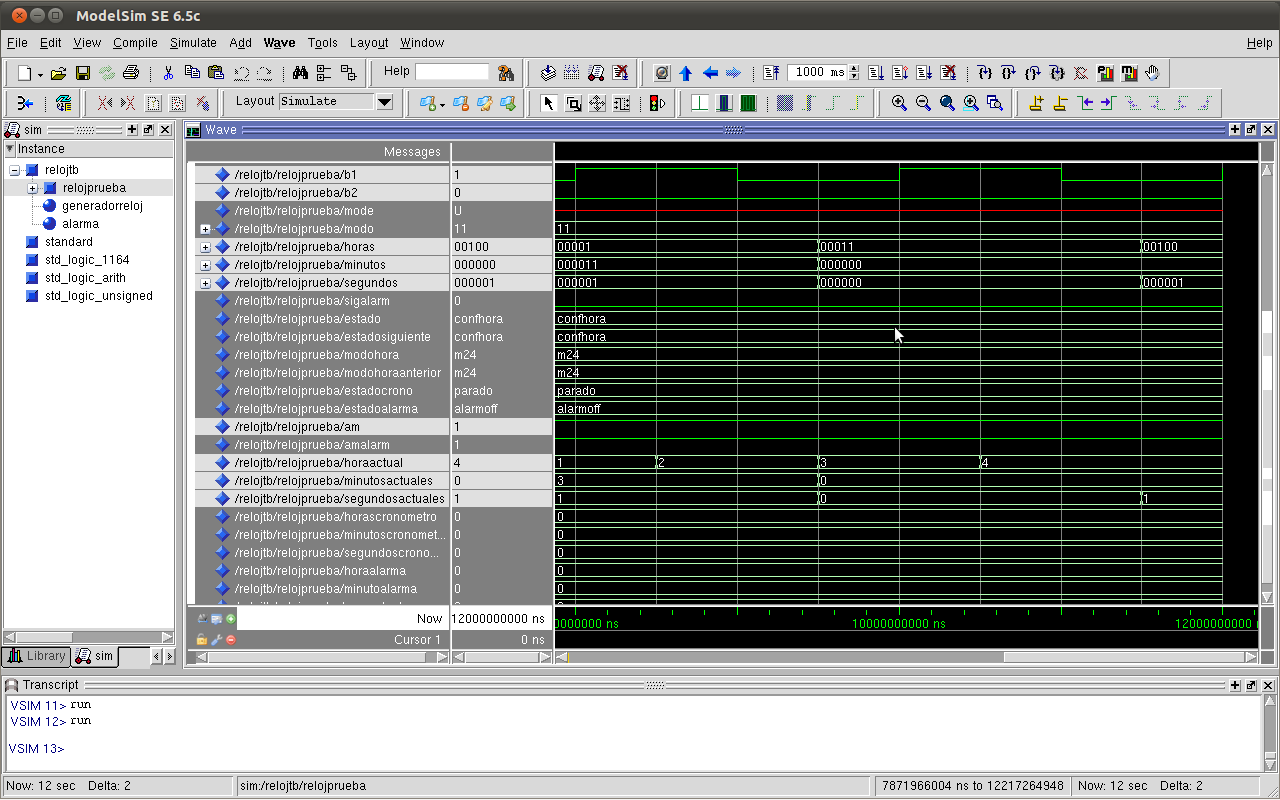 ModelSim SE 6.5c
File Edit View Compile Simulate Add Wave Tools Layout Window Help
Help 1000 ms
Layout Simulate
sim
Wave
Instance
relojtb
relojprueba
generadorreloj
alarma
standard
std_logic_1164
std_logic_arith
std_logic_unsigned
Library sim
Messages
/relojtb/relojprueba/b1 1
/relojtb/relojprueba/b2 0
/relojtb/relojprueba/mode U
/relojtb/relojprueba/modo 11 11
/relojtb/relojprueba/horas 00100 00001 00011 00100
/relojtb/relojprueba/minutos 000000 000011 000000
/relojtb/relojprueba/segundos 000001 000001 000000 000001
/relojtb/relojprueba/sigalarm 0
/relojtb/relojprueba/estado confhora confhora
/relojtb/relojprueba/estadosiguiente confhora confhora
/relojtb/relojprueba/modohora m24 m24
/relojtb/relojprueba/modohoraanterior m24 m24
/relojtb/relojprueba/estadocrono parado parado
/relojtb/relojprueba/estadoalarma alarmoff alarmoff
/relojtb/relojprueba/am 1
/relojtb/relojprueba/amalarm 1
/relojtb/relojprueba/horaactual 4 1 2 3 4
/relojtb/relojprueba/minutosactuales 0 3 0
/relojtb/relojprueba/segundosactuales 1 1 0 1
/relojtb/relojprueba/horascronometro 0 0
/relojtb/relojprueba/minutoscronomet... 0 0
/relojtb/relojprueba/segundoscrono... 0 0
/relojtb/relojprueba/horaalarma 0 0
/relojtb/relojprueba/minutoalarma 0 0
Now 12000000000 ns 0000000 ns 10000000000 ns 12000000000
Cursor 1 0 ns
Transcript
VSIM 11> run
VSIM 12> run
VSIM 13>
Now: 12 sec Delta: 2 sim:/relojtb/relojprueba 7871966004 ns to 12217264948 Now: 12 sec Delta: 2